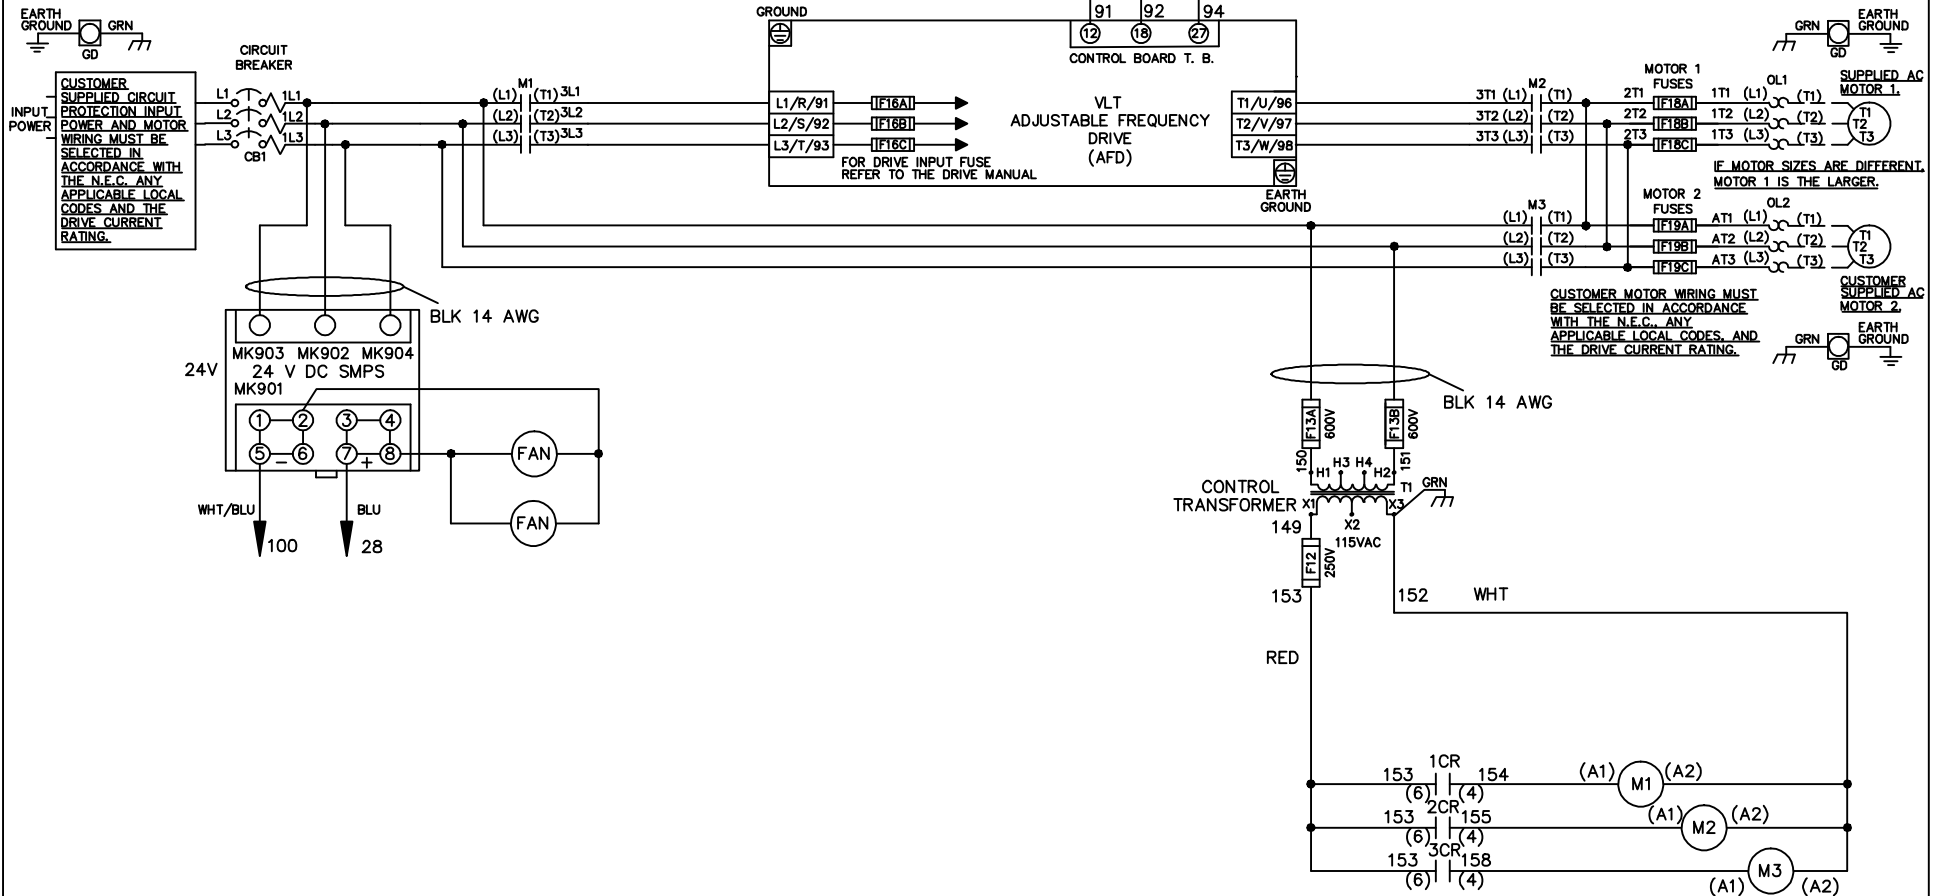 EARTH
GROUND
GRN
GD
CUSTOMER
SUPPLIED CIRCUIT
PROTECTION INPUT
POWER AND MOTOR
WIRING MUST BE
SELECTED IN
ACCORDANCE WITH
THE N.E.C. ANY
APPLICABLE LOCAL
CODES AND THE
DRIVE CURRENT
RATING.
INPUT
POWER
CIRCUIT
BREAKER
L1
L2
L3
1L1
1L2
1L3
CB1
M1
(L1) (T1) 3L1
(L2) (T2) 3L2
(L3) (T3) 3L3
GROUND
91 92 94
12 18 27
CONTROL BOARD T. B.
L1/R/91
L2/S/92
L3/T/93
F16A
F16B
F16C
FOR DRIVE INPUT FUSE
REFER TO THE DRIVE MANUAL
VLT
ADJUSTABLE FREQUENCY
DRIVE
(AFD)
T1/U/96
T2/V/97
T3/W/98
EARTH
GROUND
M2
3T1 (L1) (T1)
3T2 (L2) (T2)
3T3 (L3) (T3)
MOTOR 1
FUSES
2T1 F18A 1T1 (L1) (T1)
2T2 F18B 1T2 (L2) (T2)
2T3 F18C 1T3 (L3) (T3)
OL1
GRN
GD
EARTH
GROUND
SUPPLIED AC
MOTOR 1.
T1
T2
T3
IF MOTOR SIZES ARE DIFFERENT,
MOTOR 1 IS THE LARGER.
M3
(L1) (T1)
(L2) (T2)
(L3) (T3)
MOTOR 2
FUSES
F19A AT1 (L1) (T1)
F19B AT2 (L2) (T2)
F19C AT3 (L3) (T3)
OL2
T1
T2
T3
CUSTOMER
SUPPLIED AC
MOTOR 2.
CUSTOMER MOTOR WIRING MUST
BE SELECTED IN ACCORDANCE
WITH THE N.E.C., ANY
APPLICABLE LOCAL CODES, AND
THE DRIVE CURRENT RATING.
GRN
GD
EARTH
GROUND
BLK 14 AWG
MK903 MK902 MK904
24V
24 V DC SMPS
MK901
1 2 3 4
5 - 6 7 + 8
FAN
FAN
WHT/BLU
BLU
100
28
BLK 14 AWG
F13A
600V
F13B
600V
150
151
H1 H3 H4 H2
T1
GRN
CONTROL
TRANSFORMER
X1
X2
X3
149
115VAC
F12
250V
153
152
WHT
RED
1CR
153 154
(6) (4)
(A1) M1 (A2)
2CR
153 155
(6) (4)
(A1) M2 (A2)
3CR
153 158
(6) (4)
(A1) M3 (A2)